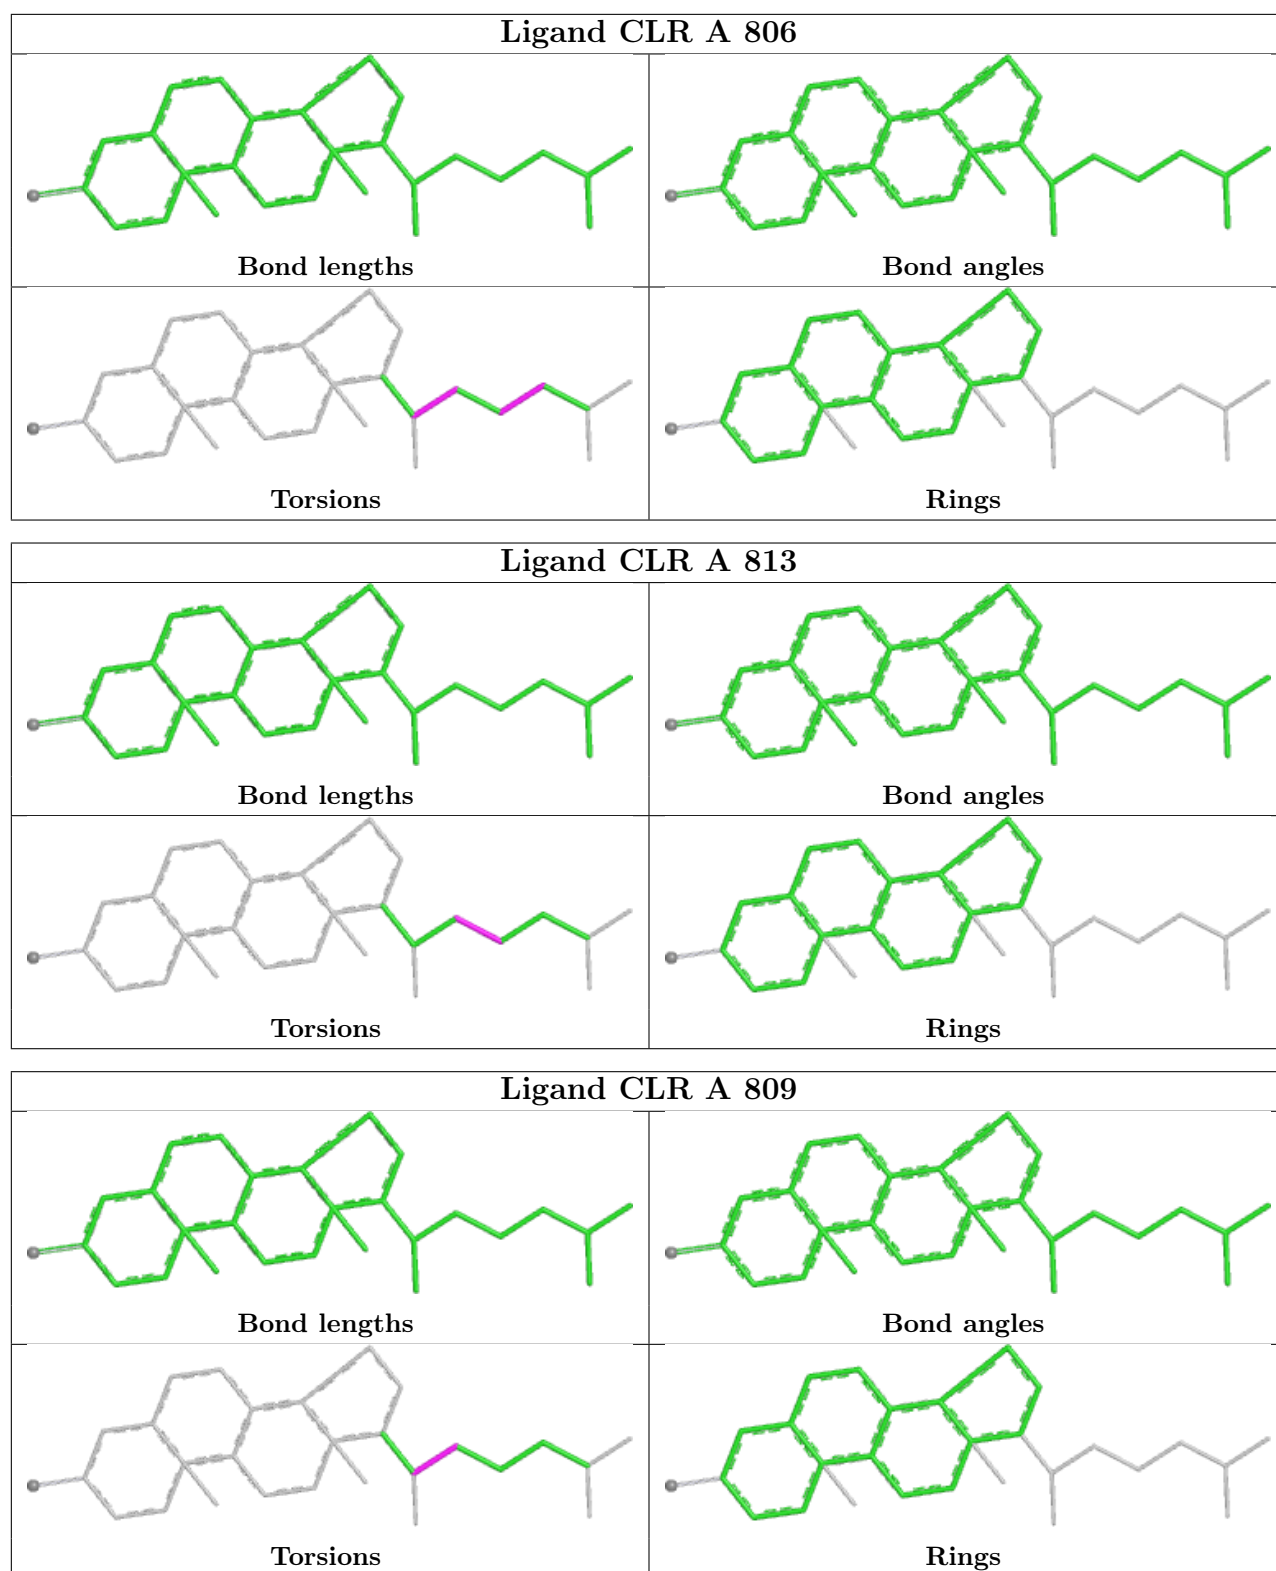 Ligand CLR A 806
Bond lengths
Bond angles
Torsions
Rings
Ligand CLR A 813
Bond lengths
Bond angles
Torsions
Rings
Ligand CLR A 809
Bond lengths
Bond angles
Torsions
Rings